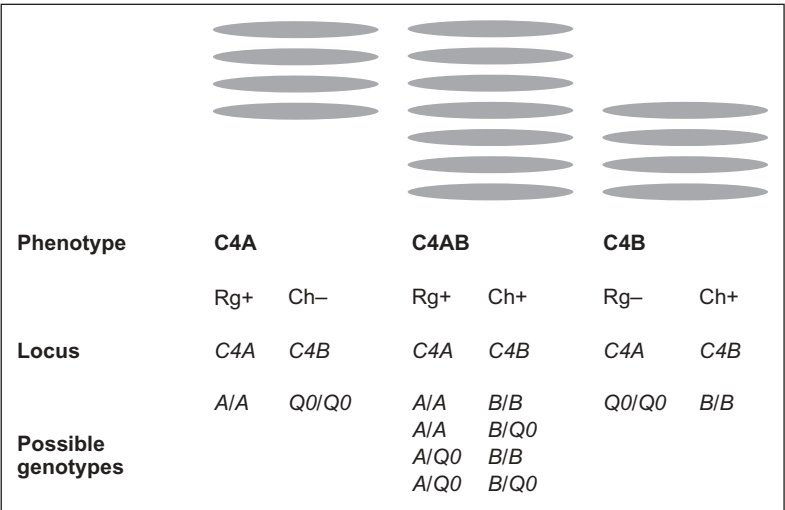 Phenotype C4A C4AB C4B
Rg+ Ch– Rg+ Ch+ Rg– Ch+
Locus C4A C4B C4A C4B C4A C4B
A/A Q0/Q0 A/A B/B Q0/Q0 B/B
A/A B/Q0
Possible genotypes
A/Q0 B/B
A/Q0 B/Q0